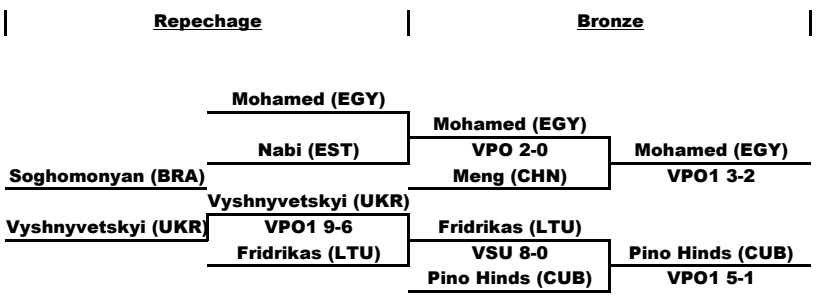 Repechage Bronze
Mohamed (EGY)
Mohamed (EGY)
Nabi (EST) VPO 2-0 Mohamed (EGY)
Soghomonyan (BRA) Meng (CHN) VPO1 3-2
Vyshnyvetskyi (UKR)
Vyshnyvetskyi (UKR) VPO1 9-6 Fridrikas (LTU)
Fridrikas (LTU) VSU 8-0 Pino Hinds (CUB)
Pino Hinds (CUB) VPO1 5-1